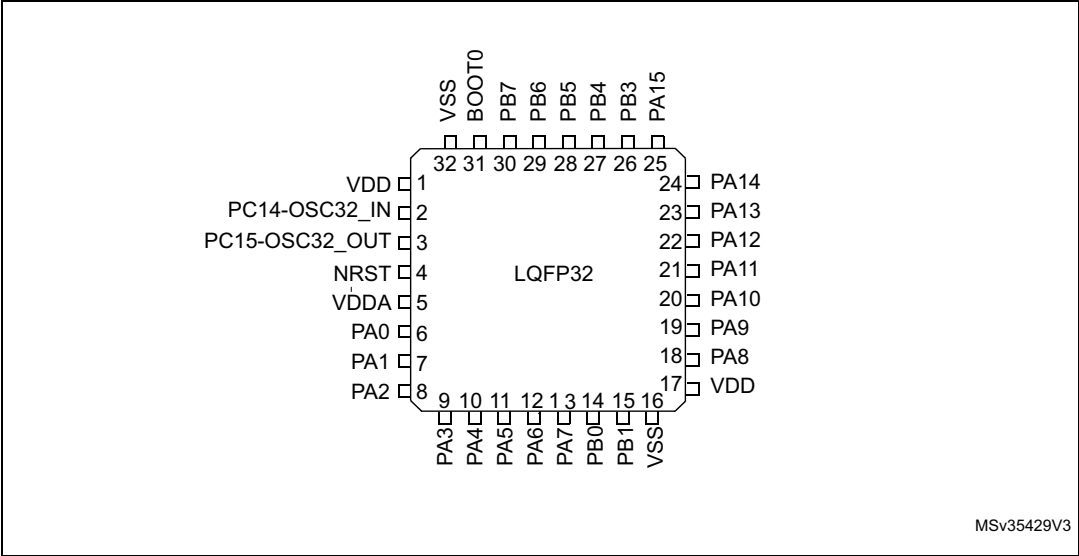 VSS
BOOT0
PB7
PB6
PB5
PB4
PB3
PA15
32 31 30 29 28 27 26 25
VDD 1
PC14-OSC32_IN 2
PC15-OSC32_OUT 3
NRST 4
VDDA 5
PA0 6
PA1 7
PA2 8
LQFP32
24 PA14
23 PA13
22 PA12
21 PA11
20 PA10
19 PA9
18 PA8
17 VDD
9 10 11 12 1 3 14 15 16
PA3
PA4
PA5
PA6
PA7
PB0
PB1
VSS
MSv35429V3